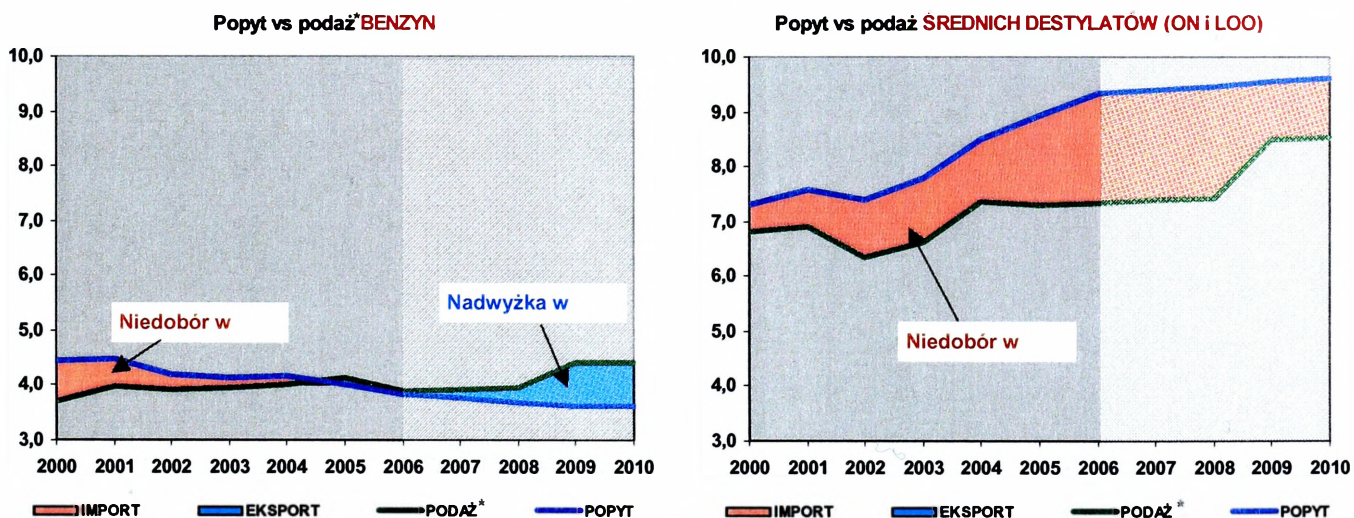 Popyt vs podaż* BENZYN
10,0
9,0
8,0
7,0
6,0
5,0
4,0
3,0
Niedobór w
Nadwyżka w
2000 2001 2002 2003 2004 2005 2006 2007 2008 2009 2010
IMPORT EKSPORT PODAŻ* POPYT
Popyt vs podaż ŚREDNICH DESTYLATÓW (ON i LOO)
10,0
9,0
8,0
7,0
6,0
5,0
4,0
3,0
Niedobór w
2000 2001 2002 2003 2004 2005 2006 2007 2008 2009 2010
IMPORT EKSPORT PODAŻ* POPYT